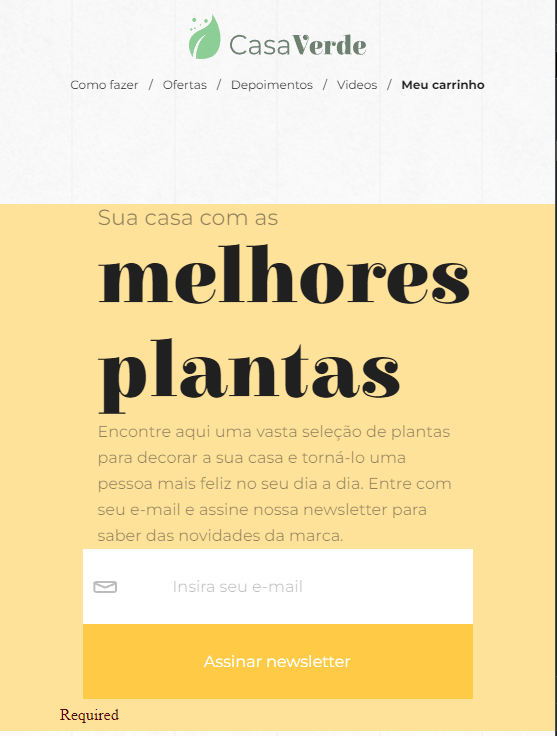 CasaVerde
Como fazer / Ofertas / Depoimentos / Videos / Meu carrinho
Sua casa com as
melhores
plantas
Encontre aqui uma vasta seleção de plantas
para decorar a sua casa e torná-lo uma
pessoa mais feliz no seu dia a dia. Entre com
seu e-mail e assine nossa newsletter para
saber das novidades da marca.
Insira seu e-mail
Assinar newsletter
Required